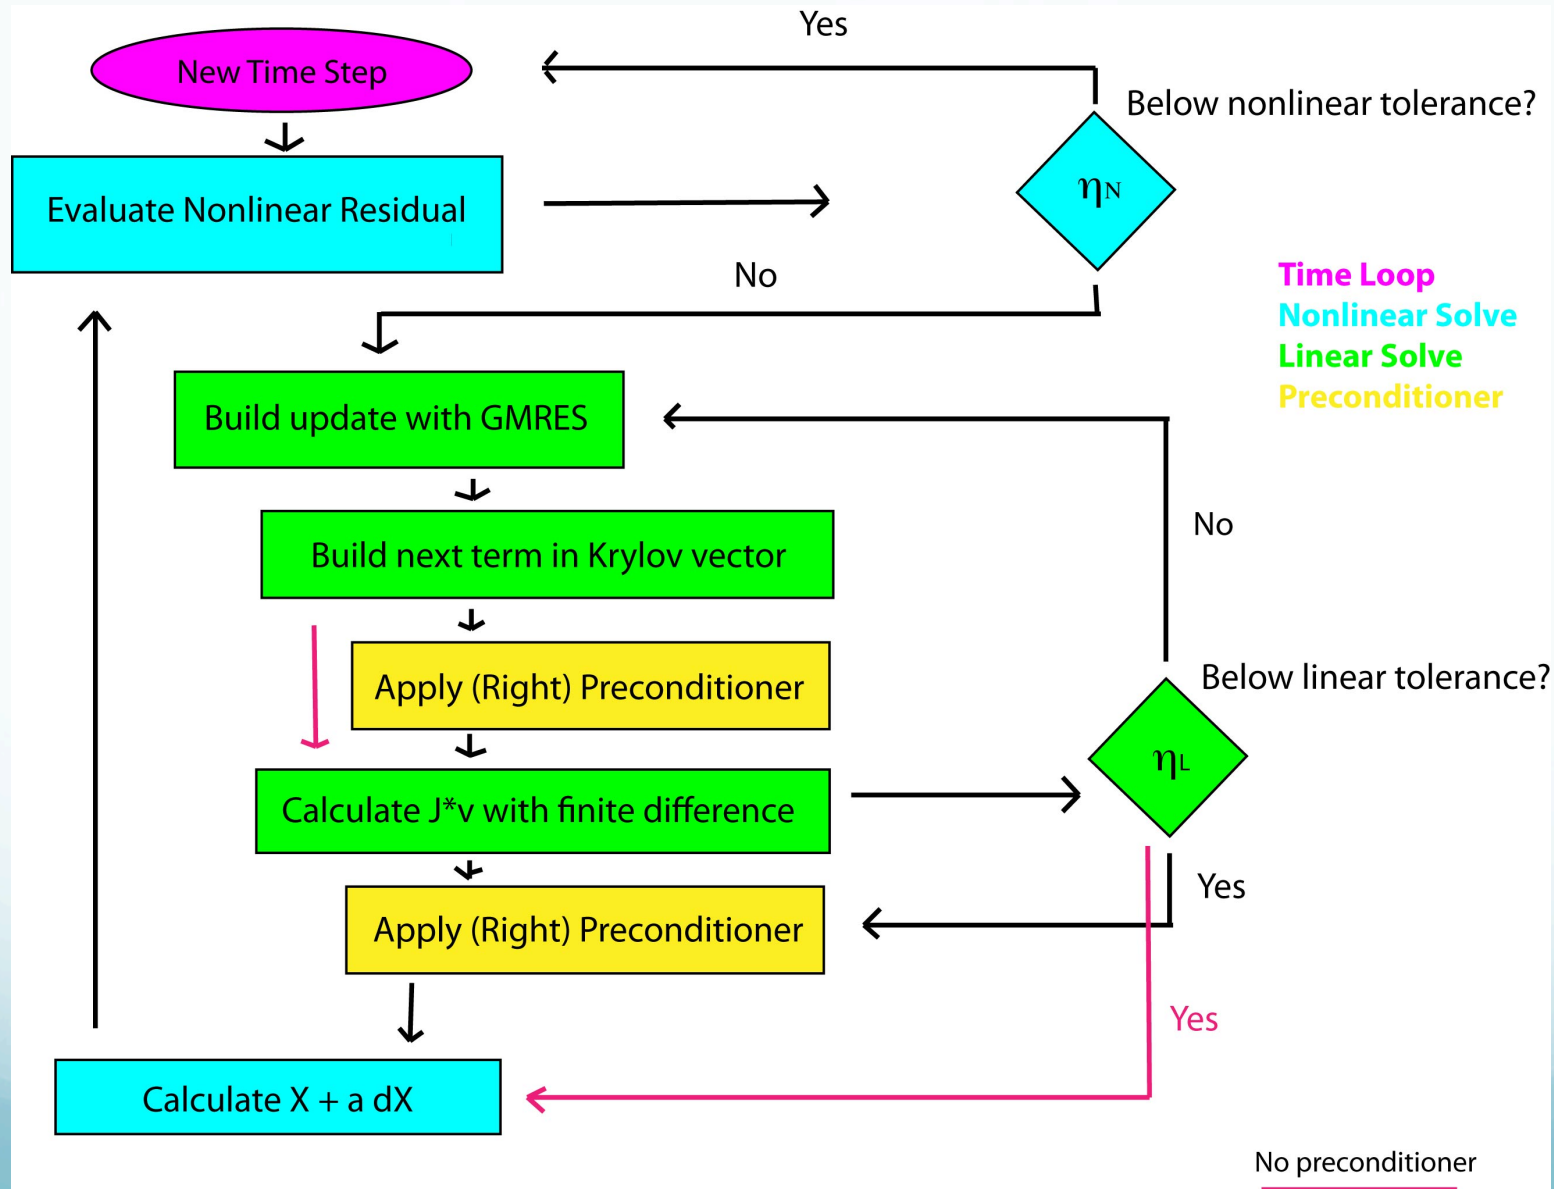 Yes
New Time Step
Below nonlinear tolerance?
ηN
Evaluate Nonlinear Residual
No
Time Loop
Nonlinear Solve
Linear Solve
Preconditioner
Build update with GMRES
No
Build next term in Krylov vector
Apply (Right) Preconditioner
Below linear tolerance?
ηL
Calculate J*v with finite difference
Yes
Apply (Right) Preconditioner
Yes
Calculate X + a dX
No preconditioner